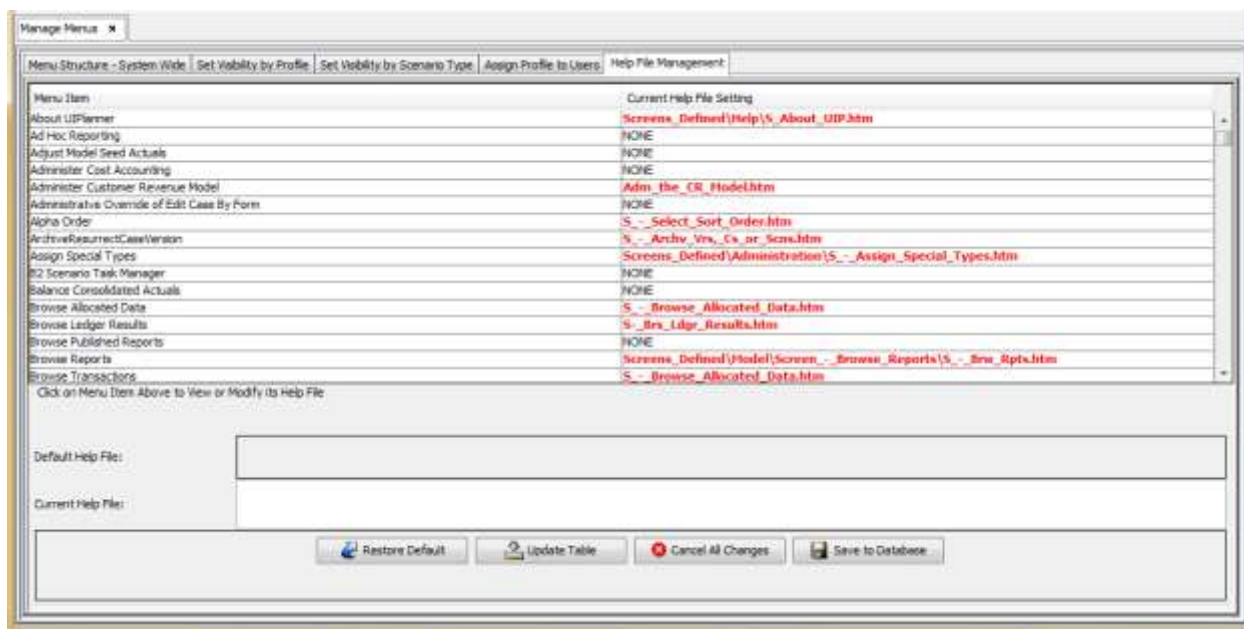 Manage Menus
Menu Structure - System Wide Set Visibility by Profile Set Visibility by Scenario Type Assign Profile to Users Help File Management
Menu Item Current Help File Setting
About UIPlanner Screens_Defined\Help\S_About_UIP.htm
Ad Hoc Reporting NONE
Adjust Model Seed Actuals NONE
Administer Cost Accounting NONE
Administer Customer Revenue Model Adm_the_CR_Model.htm
Administrative Override of Edit Case By Form NONE
Alpha Order S_-_Select_Sort_Order.htm
ArchiveResurrectCaseVersion S_-_Archv_Vrs,_Cs_or_Scns.htm
Assign Special Types Screens_Defined\Administration\S_-_Assign_Special_Types.htm
B2 Scenario Task Manager NONE
Balance Consolidated Actuals NONE
Browse Allocated Data S_-_Browse_Allocated_Data.htm
Browse Ledger Results S-_Brs_Ldgr_Results.htm
Browse Published Reports NONE
Browse Reports Screens_Defined\Model\Screen_-_Browse_Reports\S_-_Brw_Rpts.htm
Browse Transactions S_-_Browse_Allocated_Data.htm
Click on Menu Item Above to View or Modify its Help File
Default Help File:
Current Help File:
Restore Default Update Table Cancel All Changes Save to Database